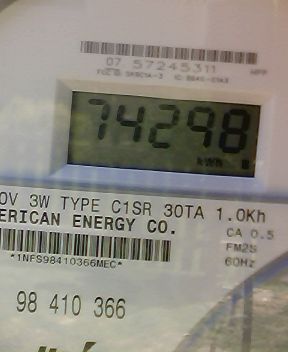 07 57245311
74298
kWh
0V 3W TYPE C1SR 30TA 1.0Kh
ERICAN ENERGY CO.
CA 0.5
FM2S
60Hz
*1NFS98410366MEC*
98 410 366